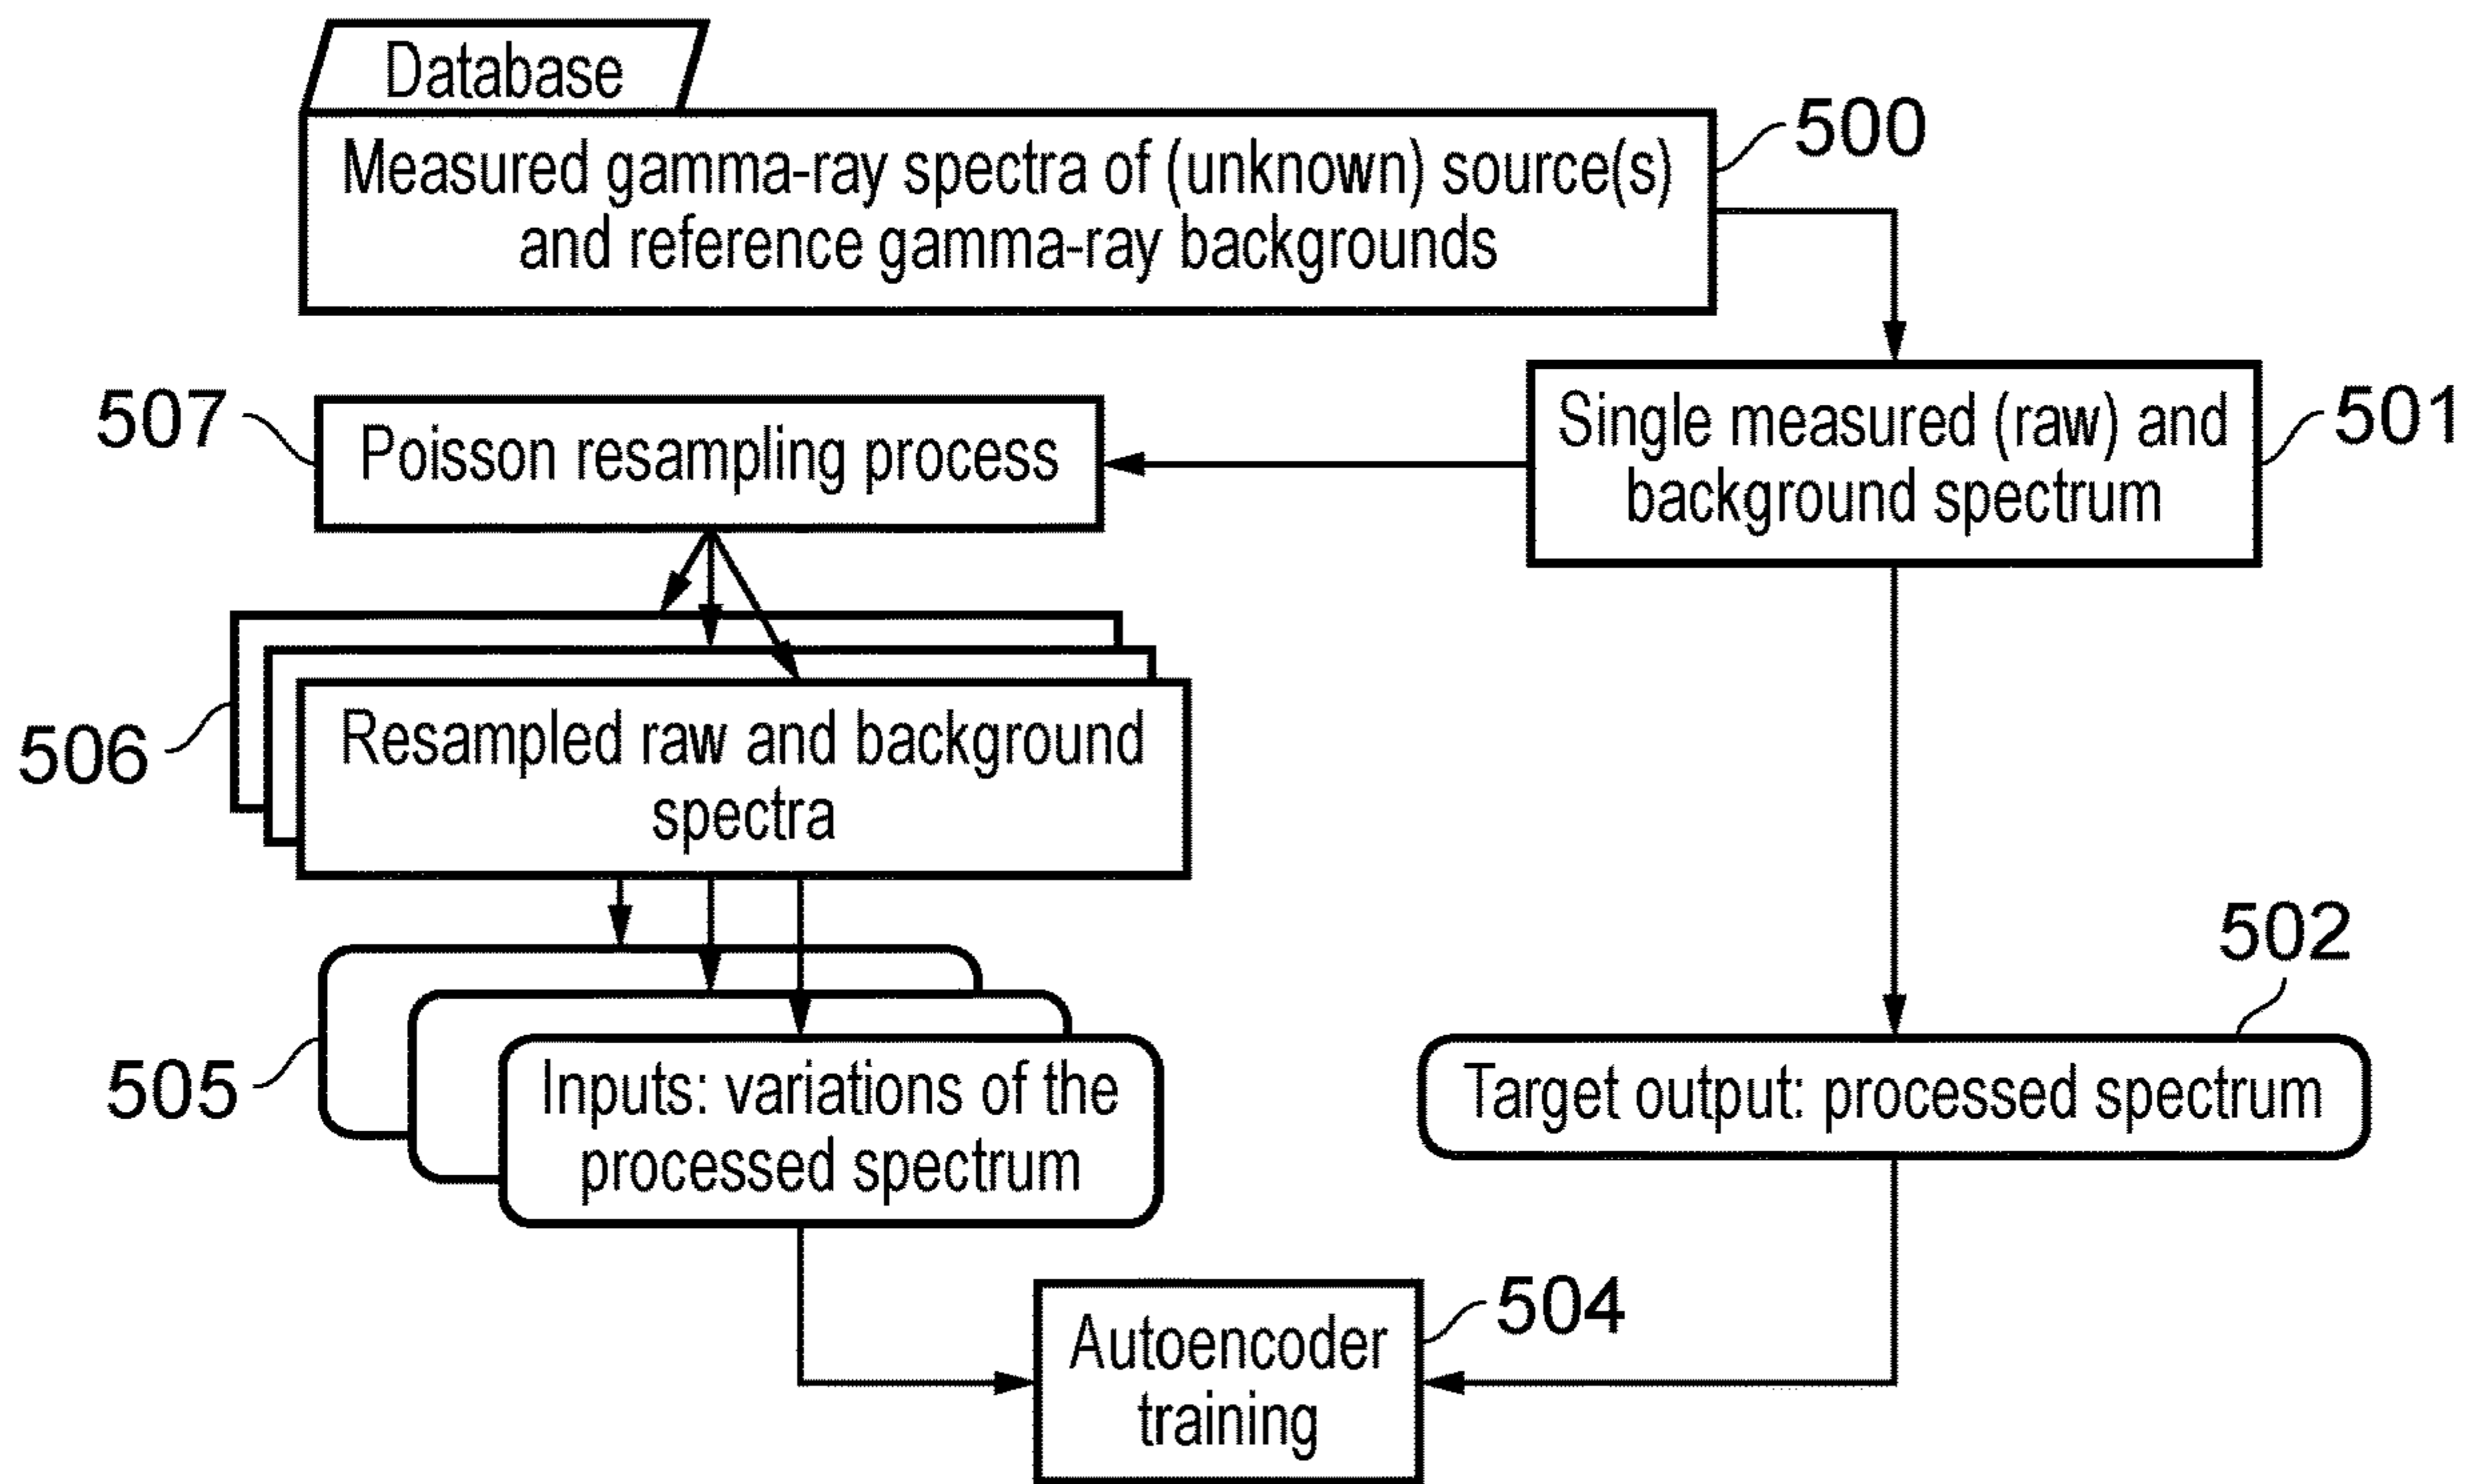 Database
Measured gamma-ray spectra of (unknown) source(s)
and reference gamma-ray backgrounds
500
507
Poisson resampling process
Single measured (raw) and
background spectrum
501
506
Resampled raw and background
spectra
502
505
Inputs: variations of the
processed spectrum
Target output: processed spectrum
Autoencoder
training
504